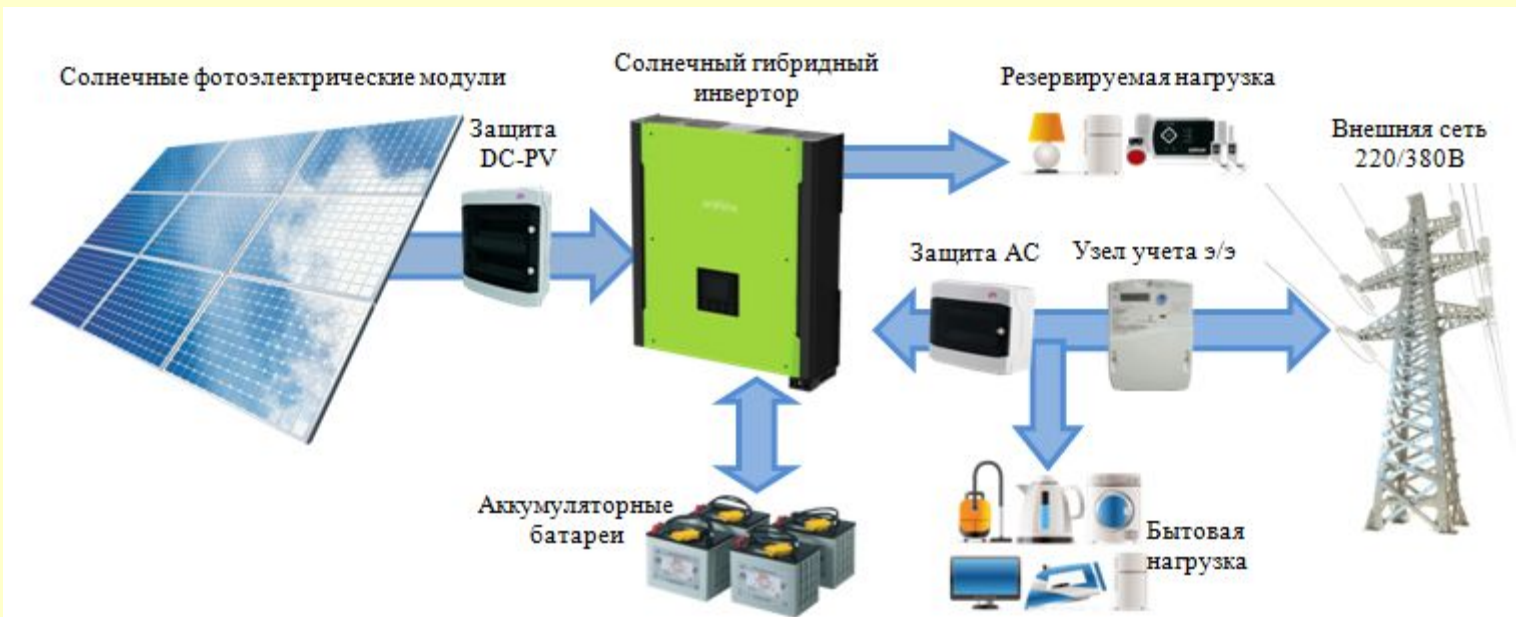 Солнечные фотоэлектрические модули
Защита
DC-PV
Солнечный гибридный
инвертор
Резервируемая нагрузка
Внешняя сеть
220/380В
Защита АС
Узел учета э/э
Аккумуляторные
батареи
Бытовая
нагрузка